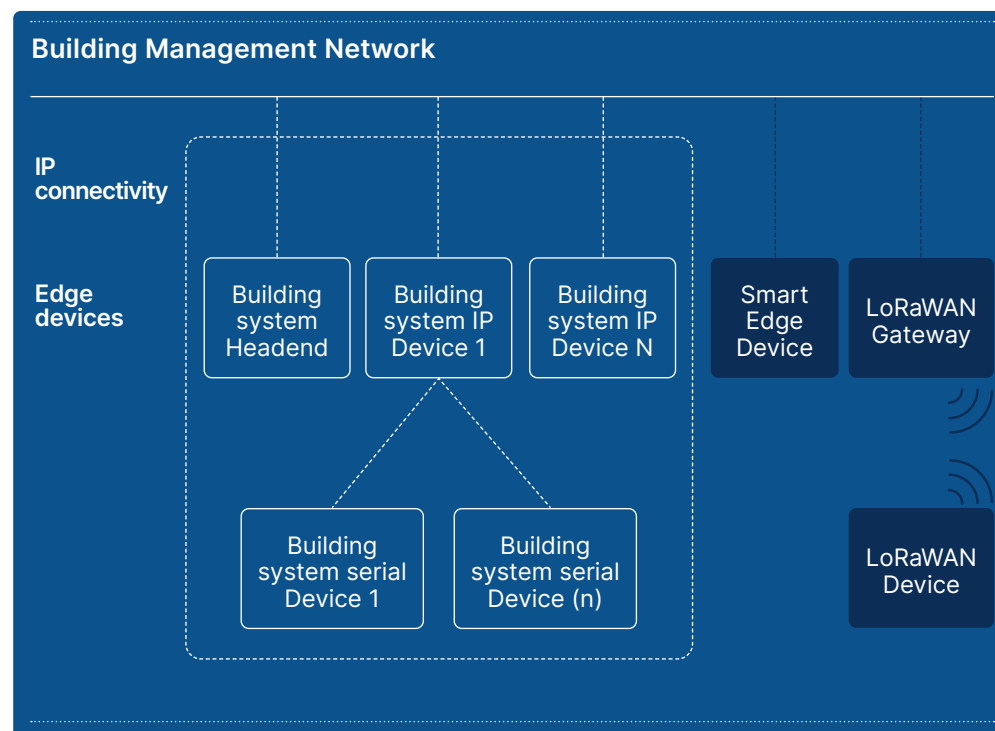 Building Management Network
IP
connectivity
Edge
devices
Building
system
Headend
Building
system IP
Device 1
Building
system IP
Device N
Smart
Edge
Device
LoRaWAN
Gateway
Building
system serial
Device 1
Building
system serial
Device (n)
LoRaWAN
Device